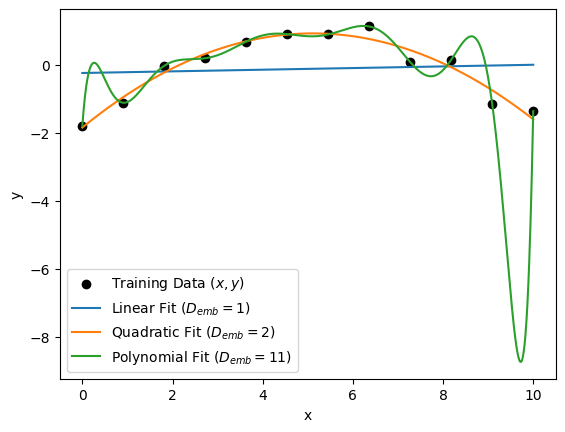 0
−2
−4
−6
−8
y
Training Data (x, y)
Linear Fit (D_emb = 1)
Quadratic Fit (D_emb = 2)
Polynomial Fit (D_emb = 11)
0 2 4 6 8 10
x